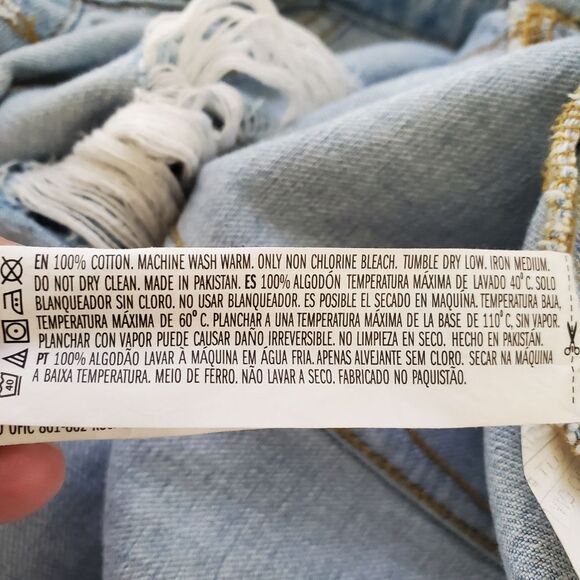 EN 100% COTTON. MACHINE WASH WARM. ONLY NON CHLORINE BLEACH. TUMBLE DRY LOW. IRON MEDIUM.
DO NOT DRY CLEAN. MADE IN PAKISTAN. ES 100% ALGODÓN TEMPERATURA MÁXIMA DE LAVADO 40°C. SOLO
BLANQUEADOR SIN CLORO. NO USAR BLANQUEADOR. ES POSIBLE EL SECADO EN MAQUÍNA, TEMPERATURA BAJA,
TEMPERATURA MÁXIMA DE 60°C. PLANCHAR A UNA TEMPERATURA MÁXIMA DE LA BASE DE 110°C, SIN VAPOR.
PLANCHAR CON VAPOR PUEDE CAUSAR DAÑO IRREVERSIBLE. NO LIMPIEZA EN SECO. HECHO EN PAKISTÁN.
PT 100% ALGODÃO LAVAR À MÁQUINA EM ÁGUA FRIA. APENAS ALVEJANTE SEM CLORO. SECAR NA MÁQUINA
A BAIXA TEMPERATURA. MEIO DE FERRO. NÃO LAVAR A SECO. FABRICADO NO PAQUISTÃO.
40